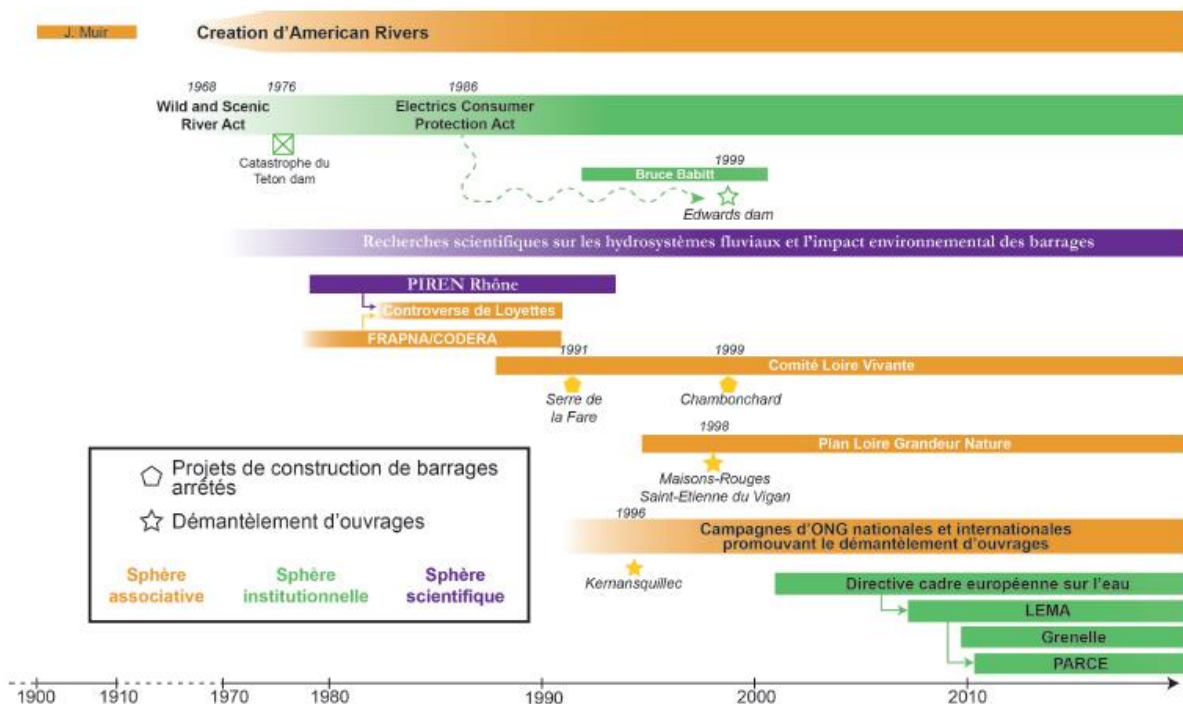 J. Muir
Creation d'American Rivers
1968
1976
1986
Wild and Scenic
River Act
Electrics Consumer
Protection Act
Catastrophe du
Teton dam
1999
Bruce Babitt
Edwards dam
Recherches scientifiques sur les hydrosystèmes fluviaux et l'impact environnemental des barrages
PIREN Rhône
Controverse de Loyettes
FRAPNA/CODERA
1991
1999
Comité Loire Vivante
Serre de
la Fare
Chambonchard
1998
Plan Loire Grandeur Nature
Maisons-Rouges
Saint-Etienne du Vigan
1996
Campagnes d'ONG nationales et internationales
promouvant le démantèlement d'ouvrages
Kernansquillec
Directive cadre européenne sur l'eau
LEMA
Grenelle
PARCE
Projets de construction de barrages
arrêtés
Démantèlement d'ouvrages
Sphère
associative
Sphère
institutionnelle
Sphère
scientifique
1900
1910
1970
1980
1990
2000
2010